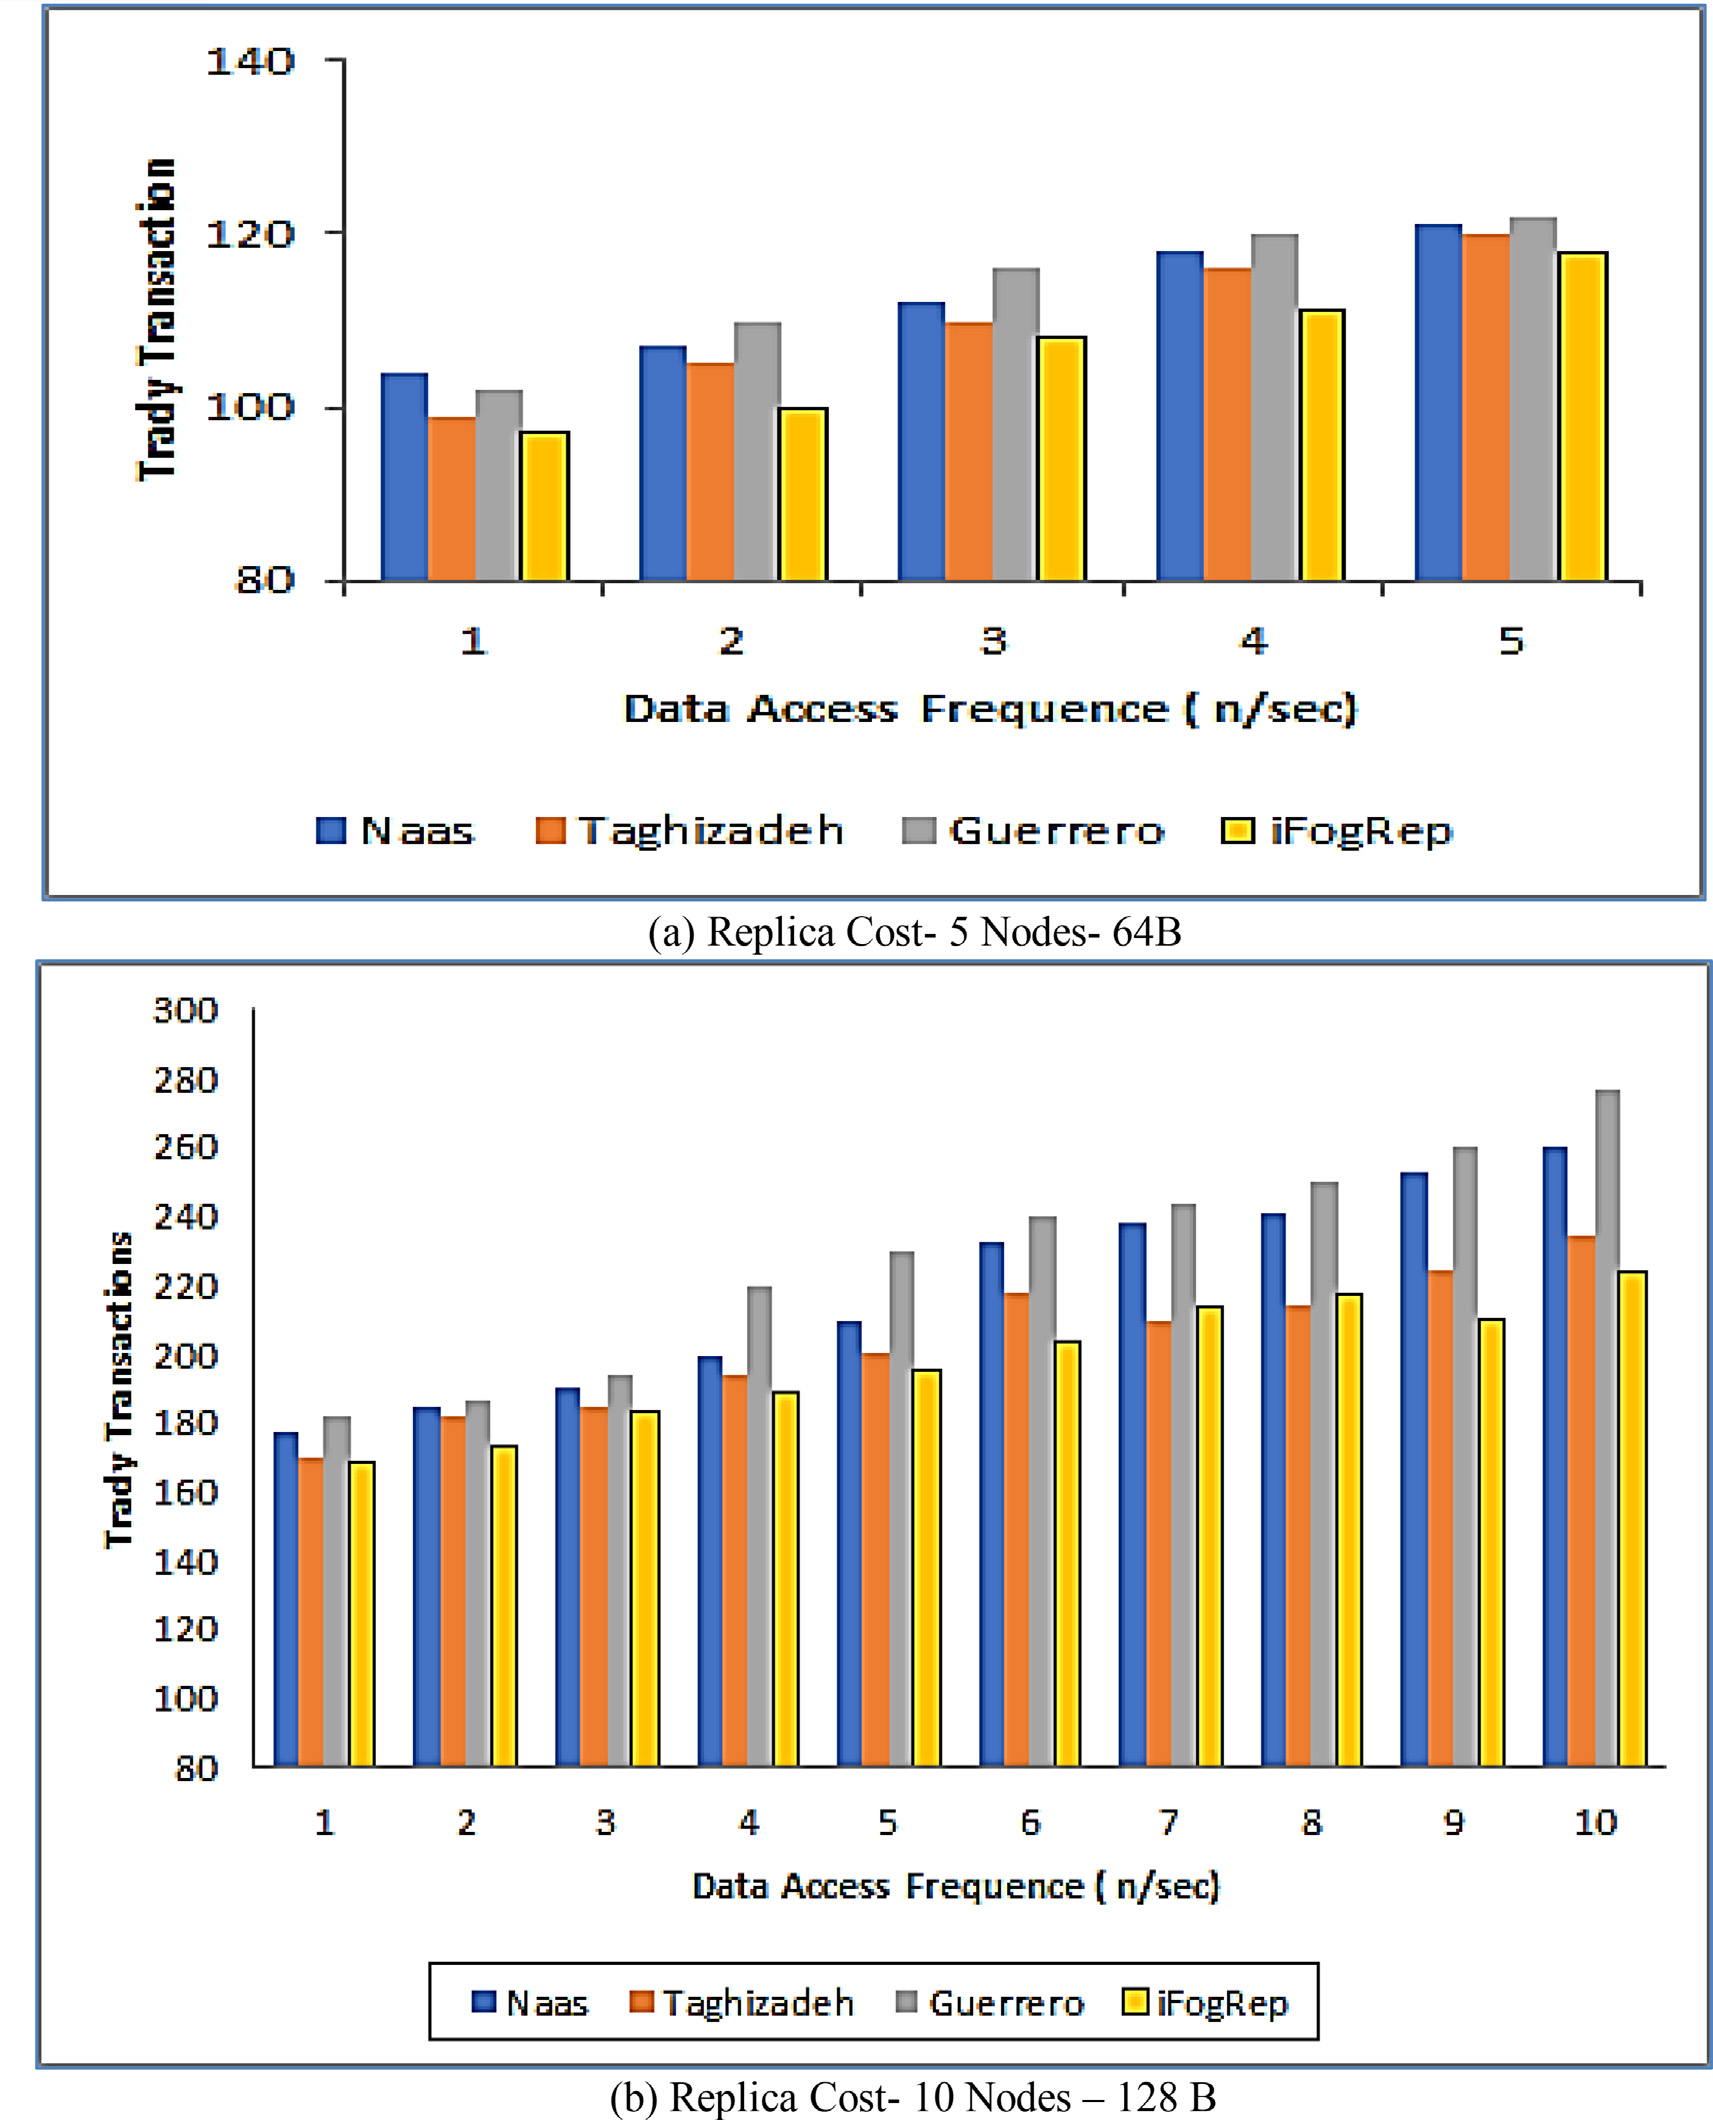 140
120
100
80
Trady Transaction
1 2 3 4 5
Data Access Frequence ( n/sec)
Naas Taghizadeh Guerrero iFogRep
(a) Replica Cost- 5 Nodes- 64B
300
280
260
240
220
200
180
160
140
120
100
80
Trady Transactions
1 2 3 4 5 6 7 8 9 10
Data Access Frequence ( n/sec)
Naas Taghizadeh Guerrero iFogRep
(b) Replica Cost- 10 Nodes – 128 B